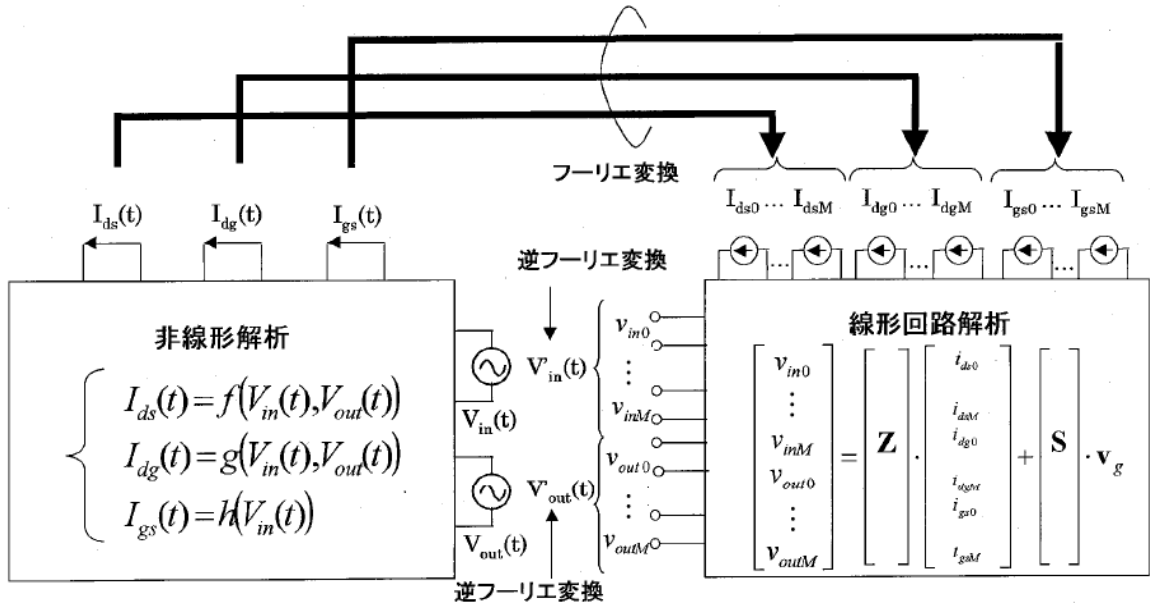 フーリエ変換
I_ds(t) I_dg(t) I_gs(t)
I_ds0 … I_dsM I_dg0 … I_dgM I_gs0 … I_gsM
… … …
逆フーリエ変換
非線形解析
I_ds(t)=f(V_in(t),V_out(t))
I_dg(t)=g(V_in(t),V_out(t))
I_gs(t)=h(V_in(t))
V_in(t)
V_out(t)
V'_in(t)
V'_out(t)
逆フーリエ変換
v_in0
⋮
v_inM
v_out0
⋮
v_outM
線形回路解析
v_in0
⋮
v_inM
v_out0
⋮
v_outM
=
Z
·
i_ds0
i_dsM
i_dg0
i_dgM
i_gs0
i_gsM
+
S
· v_g